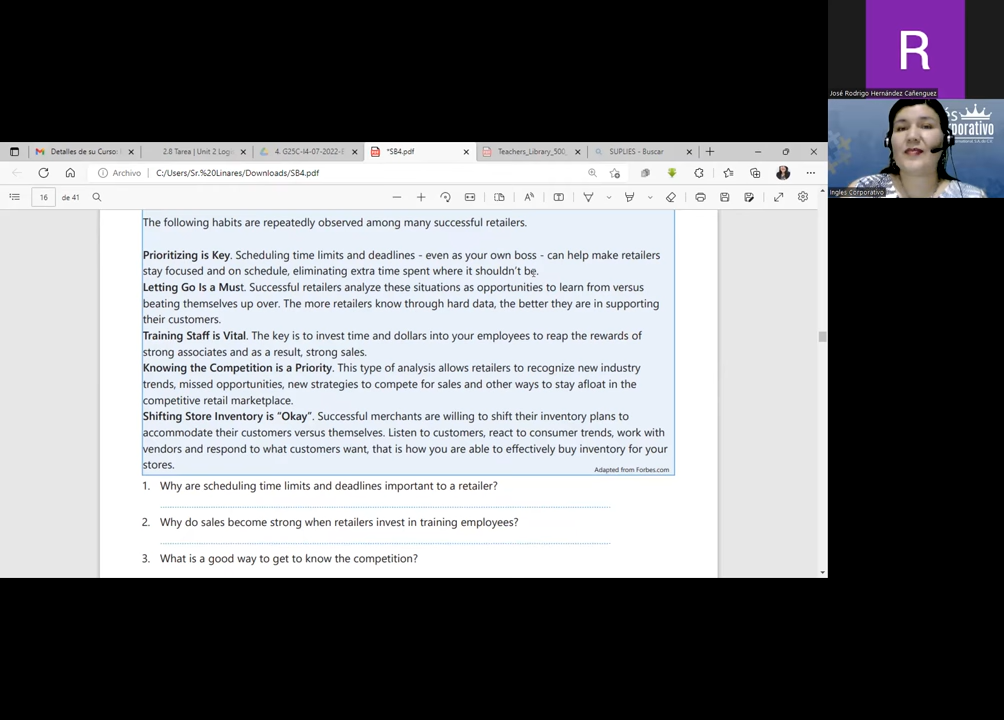 R
José Rodrigo Hernández Cañenguez
Ingles Corporativo
Detalles de su Curso:
2.8 Tarea | Unit 2 Logi
4. G25C-I4-07-2022-E
*SB4.pdf
Teachers_Library_500
SUPLIES - Buscar
Archivo
C:/Users/Sr.%20Linares/Downloads/SB4.pdf
16
de 41
The following habits are repeatedly observed among many successful retailers.
Prioritizing is Key. Scheduling time limits and deadlines - even as your own boss - can help make retailers
stay focused and on schedule, eliminating extra time spent where it shouldn't be.
Letting Go Is a Must. Successful retailers analyze these situations as opportunities to learn from versus
beating themselves up over. The more retailers know through hard data, the better they are in supporting
their customers.
Training Staff is Vital. The key is to invest time and dollars into your employees to reap the rewards of
strong associates and as a result, strong sales.
Knowing the Competition is a Priority. This type of analysis allows retailers to recognize new industry
trends, missed opportunities, new strategies to compete for sales and other ways to stay afloat in the
competitive retail marketplace.
Shifting Store Inventory is “Okay”. Successful merchants are willing to shift their inventory plans to
accommodate their customers versus themselves. Listen to customers, react to consumer trends, work with
vendors and respond to what customers want, that is how you are able to effectively buy inventory for your
stores.
Adapted from Forbes.com
1. Why are scheduling time limits and deadlines important to a retailer?
2. Why do sales become strong when retailers invest in training employees?
3. What is a good way to get to know the competition?